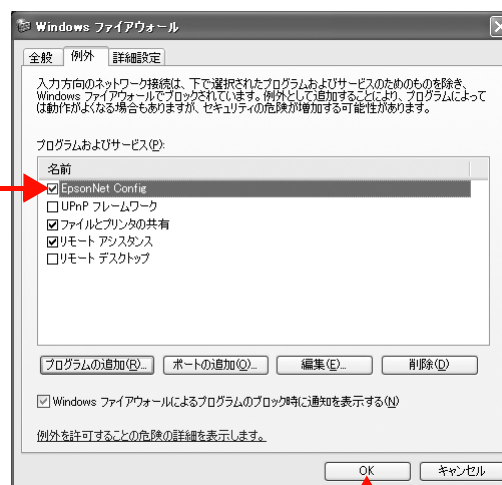 Windows ファイアウォール
全般 例外 詳細設定
入力方向のネットワーク接続は、下で選択されたプログラムおよびサービスのためのものを除き、
Windows ファイアウォールでブロックされています。例外として追加することにより、プログラムによって
は動作がよくなる場合もありますが、セキュリティの危険が増加する可能性があります。
プログラムおよびサービス(P):
名前
EpsonNet Config
UPnP フレームワーク
ファイルとプリンタの共有
リモート アシスタンス
リモート デスクトップ
プログラムの追加(R)... ポートの追加(O)... 編集(E)... 削除(D)
Windows ファイアウォールによるプログラムのブロック時に通知を表示する(N)
例外を許可することの危険の詳細を表示します。
OK キャンセル